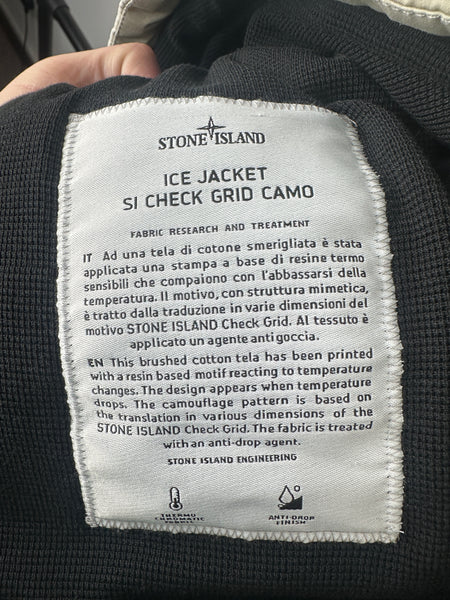 STONE ISLAND
ICE JACKET
SI CHECK GRID CAMO
FABRIC RESEARCH AND TREATMENT
IT Ad una tela di cotone smerigliata è stata
applicata una stampa a base di resine termo
sensibili che compaiono con l'abbassarsi della
temperatura. Il motivo, con struttura mimetica,
è tratto dalla traduzione in varie dimensioni del
motivo STONE ISLAND Check Grid. Al tessuto è
applicato un agente anti goccia.
EN This brushed cotton tela has been printed
with a resin based motif reacting to temperature
changes. The design appears when temperature
drops. The camouflage pattern is based on
the translation in various dimensions of the
STONE ISLAND Check Grid. The fabric is treated
with an anti-drop agent.
STONE ISLAND ENGINEERING
THERMO
CHROMATIC
FABRIC
ANTI-DROP
FINISH